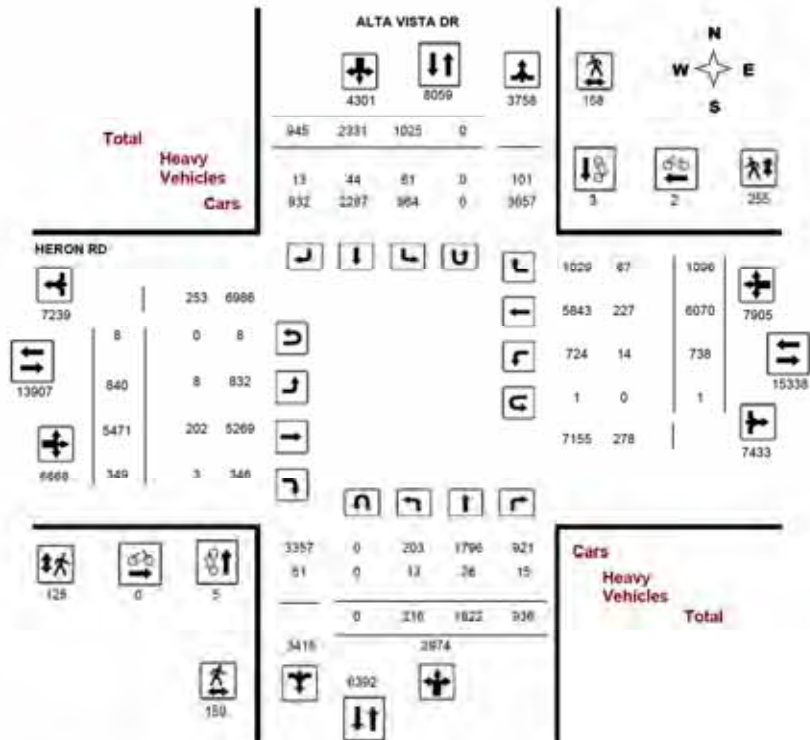 ALTA VISTA DR
N
W E
S
4301 8059 3758 158
945 2331 1025 0
Total
Heavy
Vehicles
13 44 61 0 101
Cars
932 2287 964 0 3657
3 2 255
HERON RD
7239
253 6986
8 0 8
13907
840 8 832
5471 202 5269
6668
349 3 346
1029 67 1096
7905
5843 227 6070
15338
724 14 738
1 0 1
7155 278
7433
128 0 5
159
3357 0 203 1796 921
61 0 13 26 15
0 216 1822 936
3418 2974
6392
Cars
Heavy
Vehicles
Total